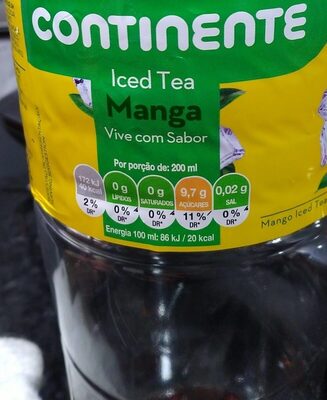 CONTINENTE
Iced Tea
Manga
Vive com Sabor
Por porção de: 200 ml
172 kJ
40 kcal
2 %
DR*
0 g
LÍPIDOS
0 %
DR*
0 g
SATURADOS
0 %
DR*
9,7 g
AÇÚCARES
11 %
DR*
0,02 g
SAL
0 %
DR*
Energia 100 ml: 86 kJ / 20 kcal
Mango Iced Tea